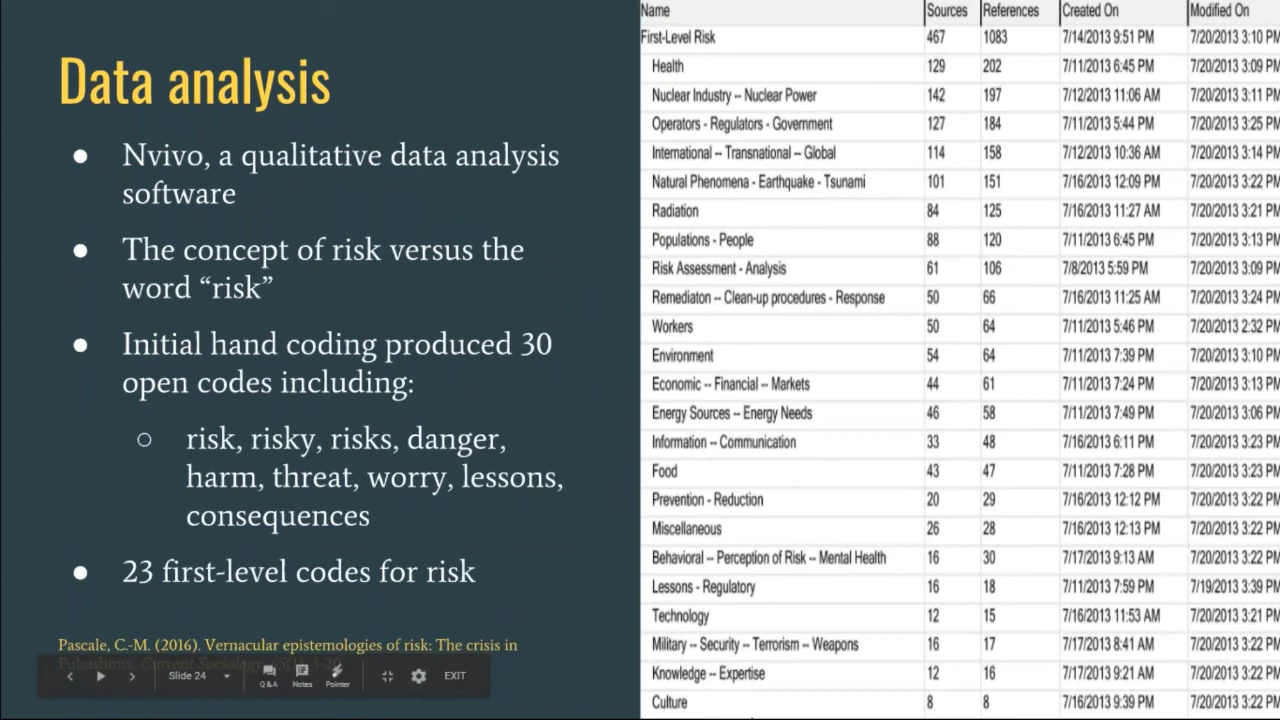 Data analysis
● Nvivo, a qualitative data analysis
software
● The concept of risk versus the
word “risk”
● Initial hand coding produced 30
open codes including:
○ risk, risky, risks, danger,
harm, threat, worry, lessons,
consequences
● 23 first-level codes for risk
Pascale, C.-M. (2016). Vernacular epistemologies of risk: The crisis in
Fukushima. Current Sociology
Slide 24
Q & A Notes Pointer
EXIT
Name Sources References Created On Modified On
First-Level Risk 467 1083 7/14/2013 9:51 PM 7/20/2013 3:10 PM
Health 129 202 7/11/2013 6:45 PM 7/20/2013 3:09 PM
Nuclear Industry -- Nuclear Power 142 197 7/12/2013 11:06 AM 7/20/2013 3:11 PM
Operators - Regulators - Government 127 184 7/11/2013 5:44 PM 7/20/2013 3:25 PM
International -- Transnational -- Global 114 158 7/12/2013 10:36 AM 7/20/2013 3:14 PM
Natural Phenomena - Earthquake - Tsunami 101 151 7/16/2013 12:09 PM 7/20/2013 3:22 PM
Radiation 84 125 7/16/2013 11:27 AM 7/20/2013 3:21 PM
Populations - People 88 120 7/11/2013 6:45 PM 7/20/2013 3:13 PM
Risk Assessment - Analysis 61 106 7/8/2013 5:59 PM 7/20/2013 3:09 PM
Remediaton -- Clean-up procedures - Response 50 66 7/16/2013 11:25 AM 7/20/2013 3:24 PM
Workers 50 64 7/11/2013 5:46 PM 7/20/2013 2:32 PM
Environment 54 64 7/11/2013 7:39 PM 7/20/2013 3:10 PM
Economic -- Financial -- Markets 44 61 7/11/2013 7:24 PM 7/20/2013 3:13 PM
Energy Sources -- Energy Needs 46 58 7/11/2013 7:49 PM 7/20/2013 3:06 PM
Information -- Communication 33 48 7/16/2013 6:11 PM 7/20/2013 3:23 PM
Food 43 47 7/11/2013 7:28 PM 7/20/2013 3:23 PM
Prevention - Reduction 20 29 7/16/2013 12:12 PM 7/20/2013 3:22 PM
Miscellaneous 26 28 7/16/2013 12:13 PM 7/20/2013 3:22 PM
Behavioral -- Perception of Risk -- Mental Health 16 30 7/17/2013 9:13 AM 7/20/2013 3:22 PM
Lessons - Regulatory 16 18 7/11/2013 7:59 PM 7/19/2013 3:39 PM
Technology 12 15 7/16/2013 11:53 AM 7/20/2013 3:21 PM
Military -- Security -- Terrorism -- Weapons 16 17 7/17/2013 8:41 AM 7/20/2013 3:22 PM
Knowledge -- Expertise 12 16 7/17/2013 9:21 AM 7/20/2013 3:22 PM
Culture 8 8 7/16/2013 9:39 PM 7/20/2013 3:22 PM